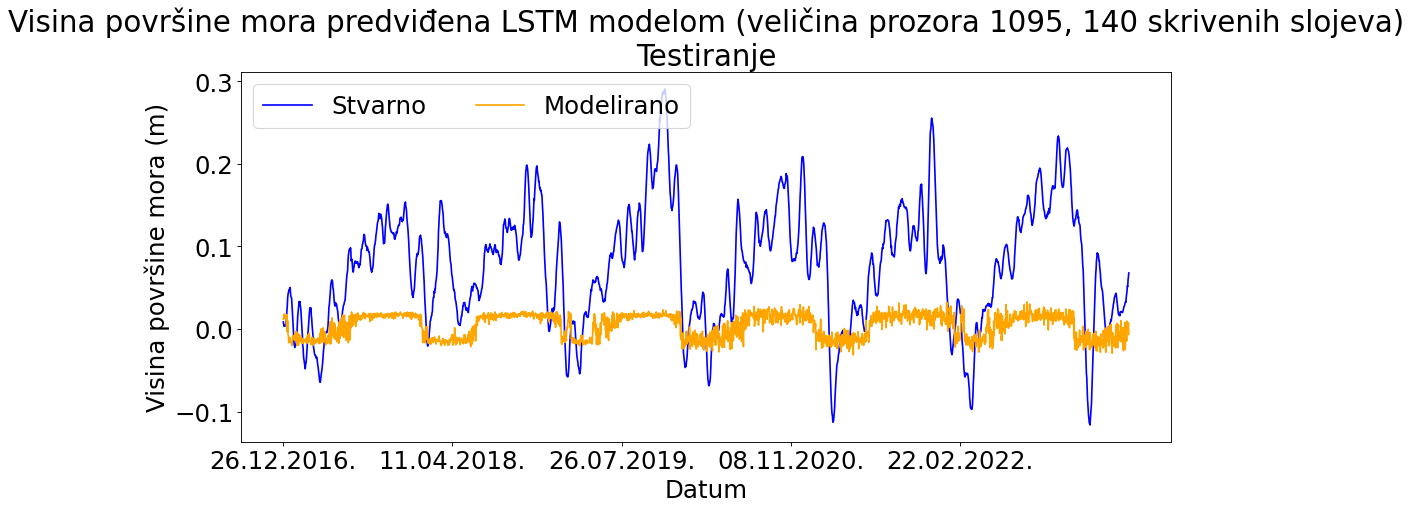 Visina površine mora predviđena LSTM modelom (veličina prozora 1095, 140 skrivenih slojeva)
Testiranje
Stvarno
Modelirano
Visina površine mora (m)
0.3
0.2
0.1
0.0
−0.1
26.12.2016.
11.04.2018.
26.07.2019.
08.11.2020.
22.02.2022.
Datum